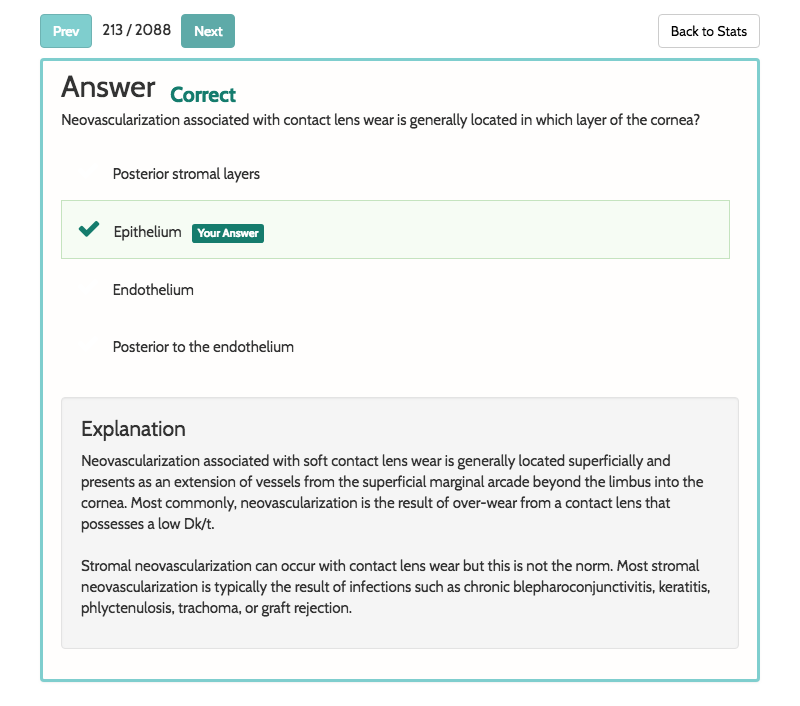 Prev 213 / 2088 Next Back to Stats
Answer Correct
Neovascularization associated with contact lens wear is generally located in which layer of the cornea?
Posterior stromal layers
Epithelium Your Answer
Endothelium
Posterior to the endothelium
Explanation
Neovascularization associated with soft contact lens wear is generally located superficially and
presents as an extension of vessels from the superficial marginal arcade beyond the limbus into the
cornea. Most commonly, neovascularization is the result of over-wear from a contact lens that
possesses a low Dk/t.
Stromal neovascularization can occur with contact lens wear but this is not the norm. Most stromal
neovascularization is typically the result of infections such as chronic blepharoconjunctivitis, keratitis,
phlyctenulosis, trachoma, or graft rejection.